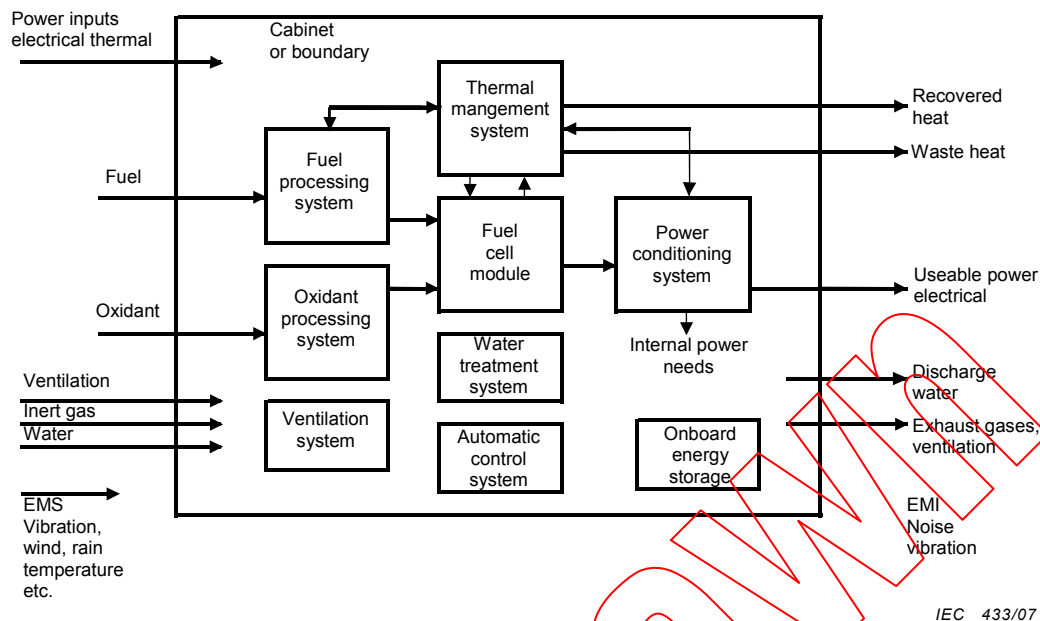 Power inputs
electrical thermal
Cabinet
or boundary
Thermal
mangement
system
Recovered
heat
Waste heat
Fuel
Fuel
processing
system
Fuel
cell
module
Power
conditioning
system
Useable power
electrical
Oxidant
Oxidant
processing
system
Water
treatment
system
Internal power
needs
Discharge
water
Ventilation
Inert gas
Water
Ventilation
system
Automatic
control
system
Onboard
energy
storage
Exhaust gases,
ventilation
EMS
Vibration,
wind, rain
temperature
etc.
EMI
Noise
vibration
IEC 433/07